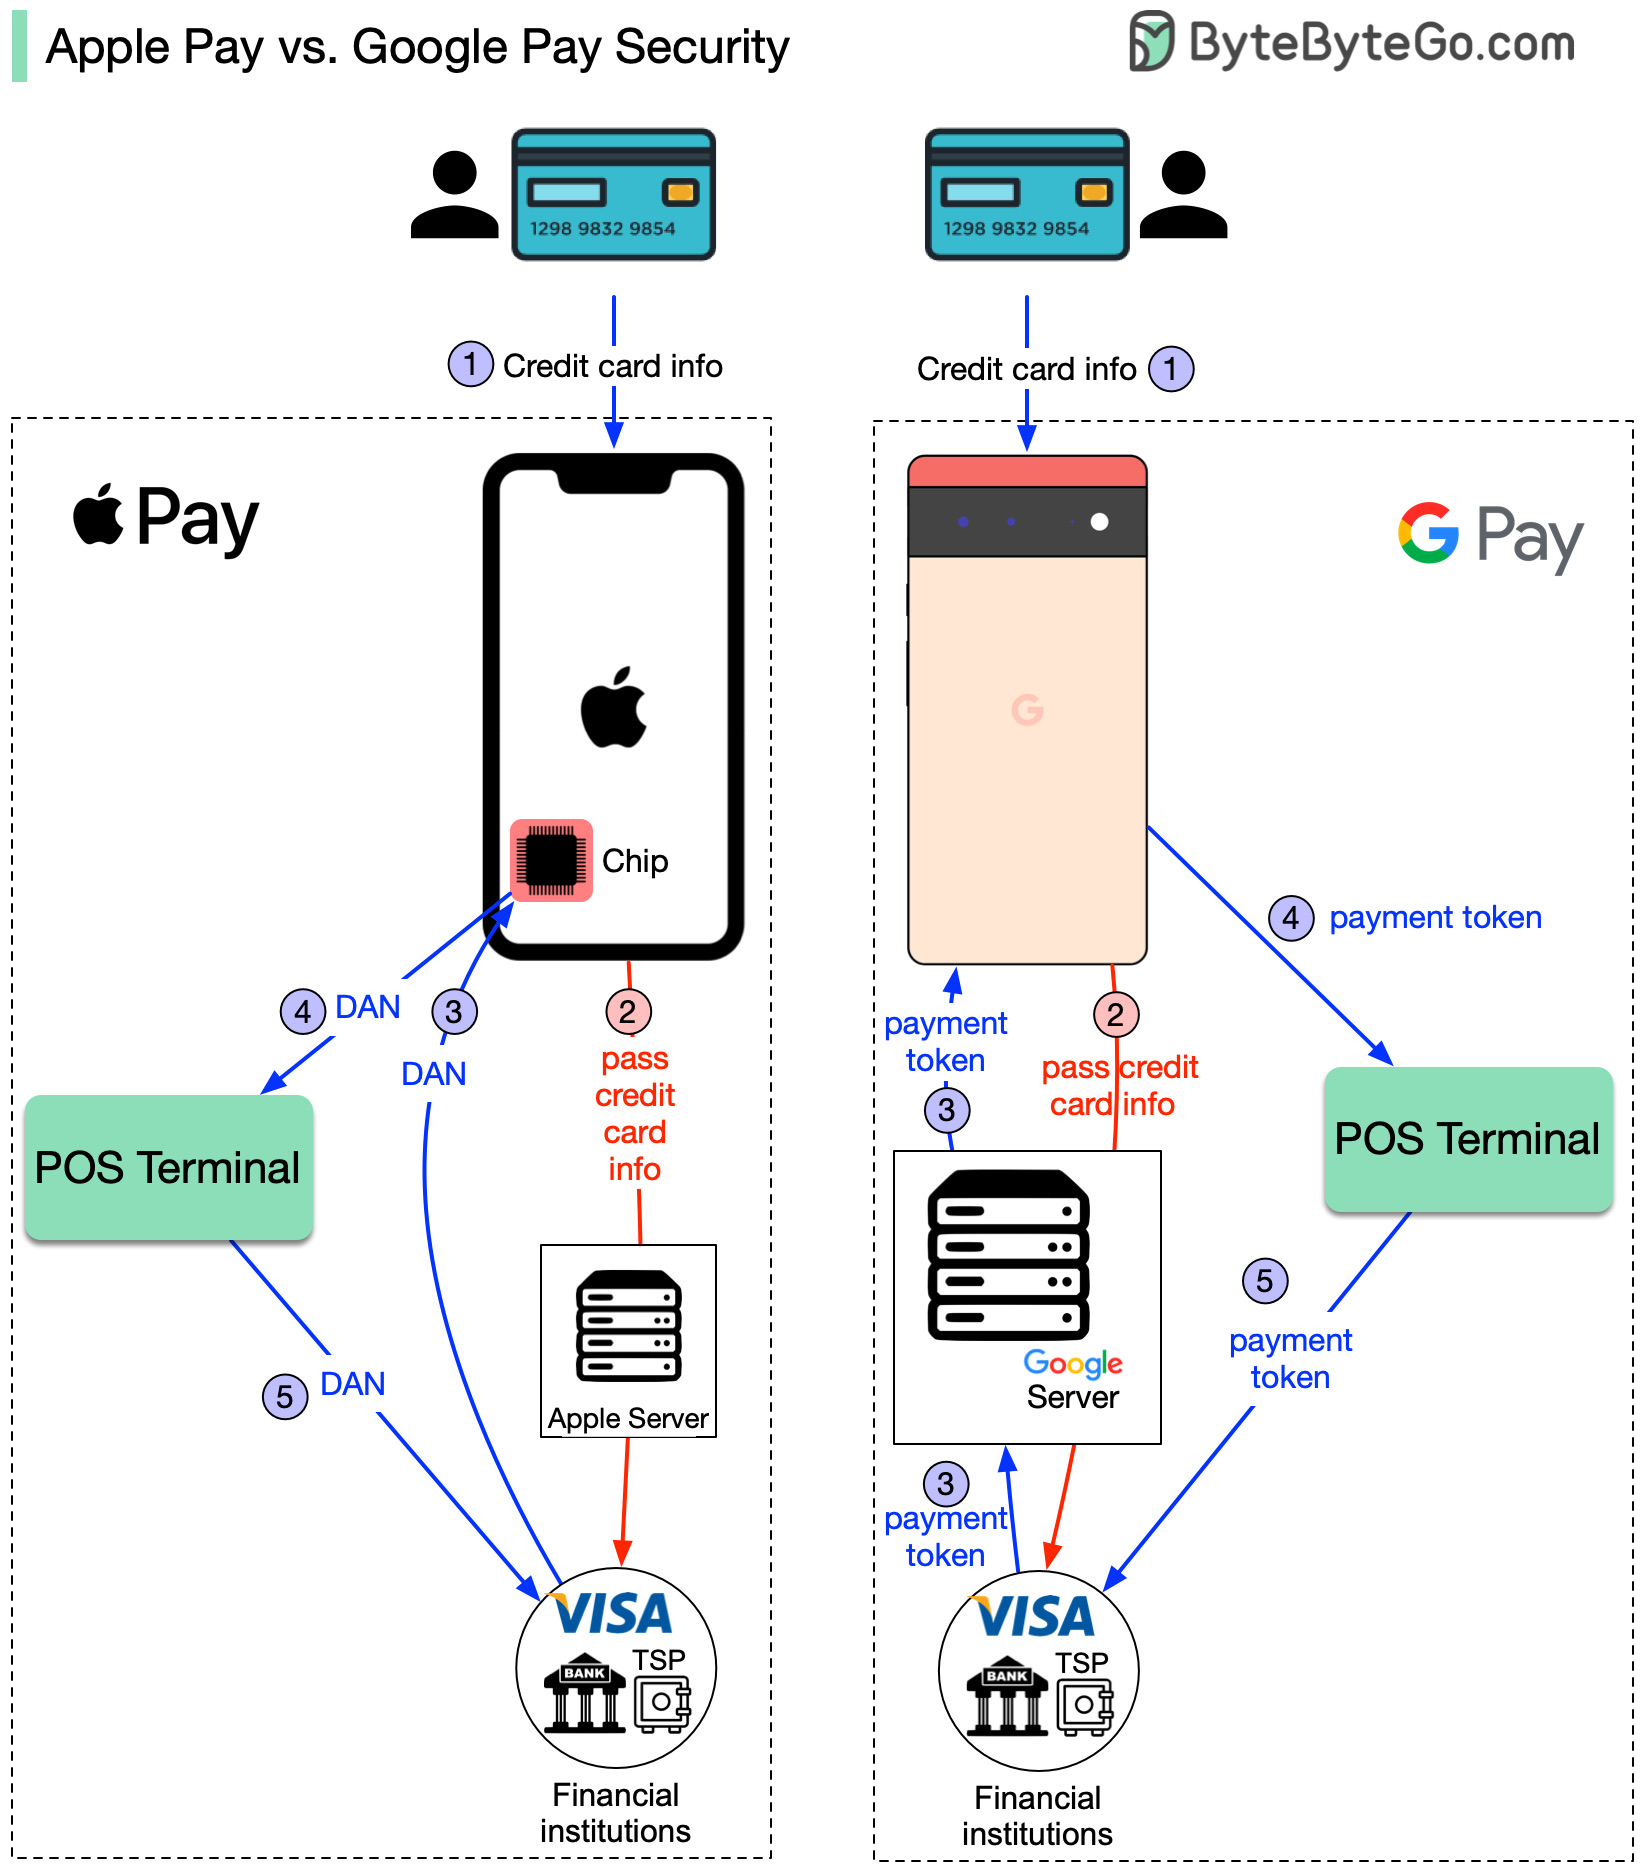 Apple Pay vs. Google Pay Security
ByteByteGo.com
1298 9832 9854
1298 9832 9854
1 Credit card info
Credit card info 1
Pay
G Pay
G
Chip
4 payment token
4 DAN
3
2
DAN
pass
credit
card
info
payment
token
3
2
pass credit
card info
POS Terminal
POS Terminal
5
payment
token
Google
Server
5 DAN
Apple Server
3
payment
token
VISA
BANK
TSP
Financial
institutions
VISA
BANK
TSP
Financial
institutions